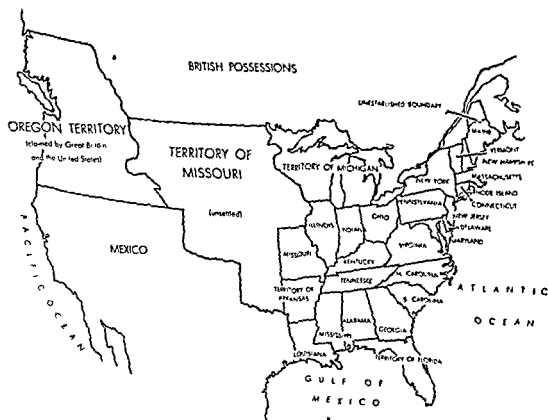 BRITISH POSSESSIONS
UNESTABLISHED BOUNDARY
OREGON TERRITORY
(claimed by Great Britain
and the United States)
TERRITORY OF
MISSOURI
(unsettled)
TERRITORY OF MICHIGAN
MAINE
VERMONT
NEW HAMPSHIRE
MASSACHUSETTS
RHODE ISLAND
CONNECTICUT
NEW YORK
PENNSYLVANIA
NEW JERSEY
DELAWARE
MARYLAND
OHIO
INDIANA
ILLINOIS
MISSOURI
KENTUCKY
VIRGINIA
TENNESSEE
N. CAROLINA
S. CAROLINA
TERRITORY OF
ARKANSAS
MISSISSIPPI
ALABAMA
GEORGIA
LOUISIANA
TERRITORY OF FLORIDA
MEXICO
PACIFIC OCEAN
ATLANTIC
OCEAN
GULF OF
MEXICO